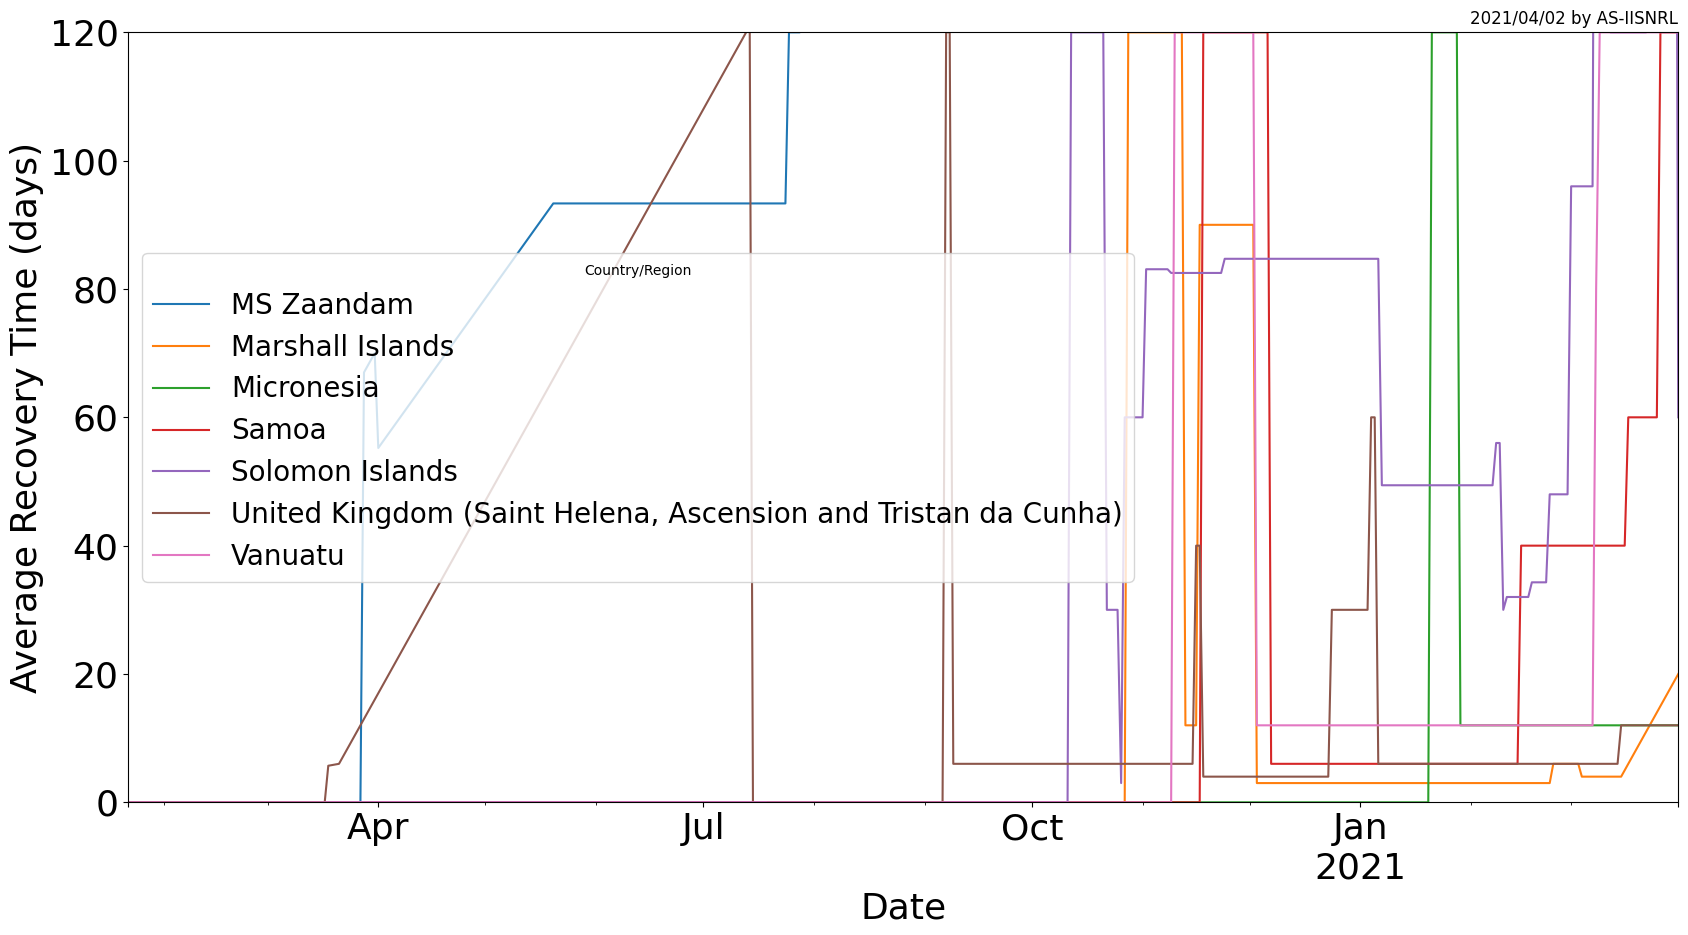 2021/04/02 by AS-IISNRL
120
100
80
60
40
20
0
Average Recovery Time (days)
Country/Region
MS Zaandam
Marshall Islands
Micronesia
Samoa
Solomon Islands
United Kingdom (Saint Helena, Ascension and Tristan da Cunha)
Vanuatu
Apr
Jul
Oct
Jan
2021
Date